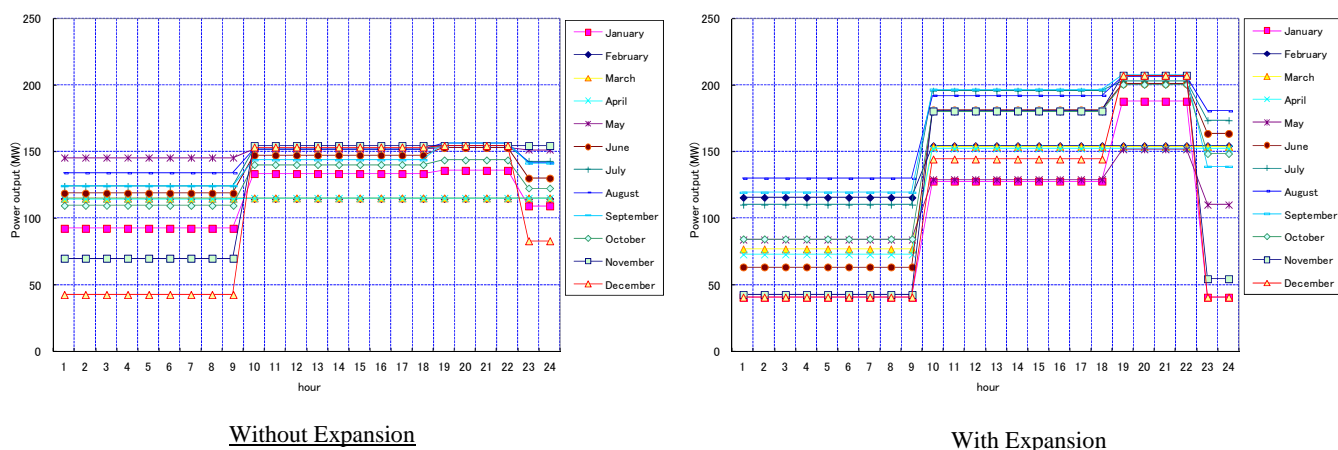 250
200
150
100
50
0
Power output (MW)
1 2 3 4 5 6 7 8 9 10 11 12 13 14 15 16 17 18 19 20 21 22 23 24
hour
January
February
March
April
May
June
July
August
September
October
November
December
Without Expansion
250
200
150
100
50
0
Power output (MW)
1 2 3 4 5 6 7 8 9 10 11 12 13 14 15 16 17 18 19 20 21 22 23 24
hour
January
February
March
April
May
June
July
August
September
October
November
December
With Expansion